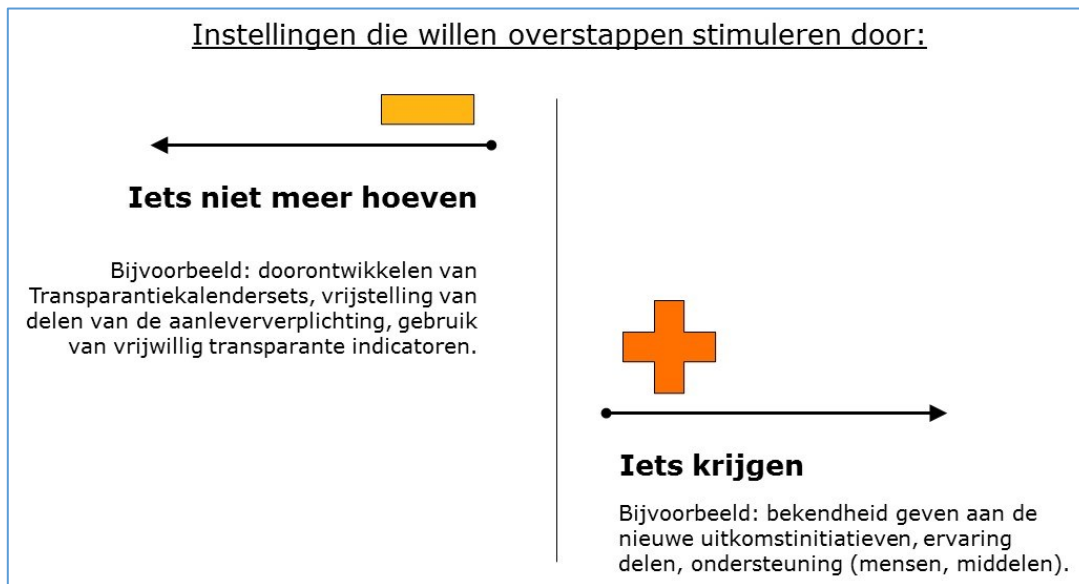 Instellingen die willen overstappen stimuleren door:
Iets niet meer hoeven
Bijvoorbeeld: doorontwikkelen van
Transparantiekalendersets, vrijstelling van
delen van de aanleververplichting, gebruik
van vrijwillig transparante indicatoren.
Iets krijgen
Bijvoorbeeld: bekendheid geven aan de
nieuwe uitkomstinitiatieven, ervaring
delen, ondersteuning (mensen, middelen).